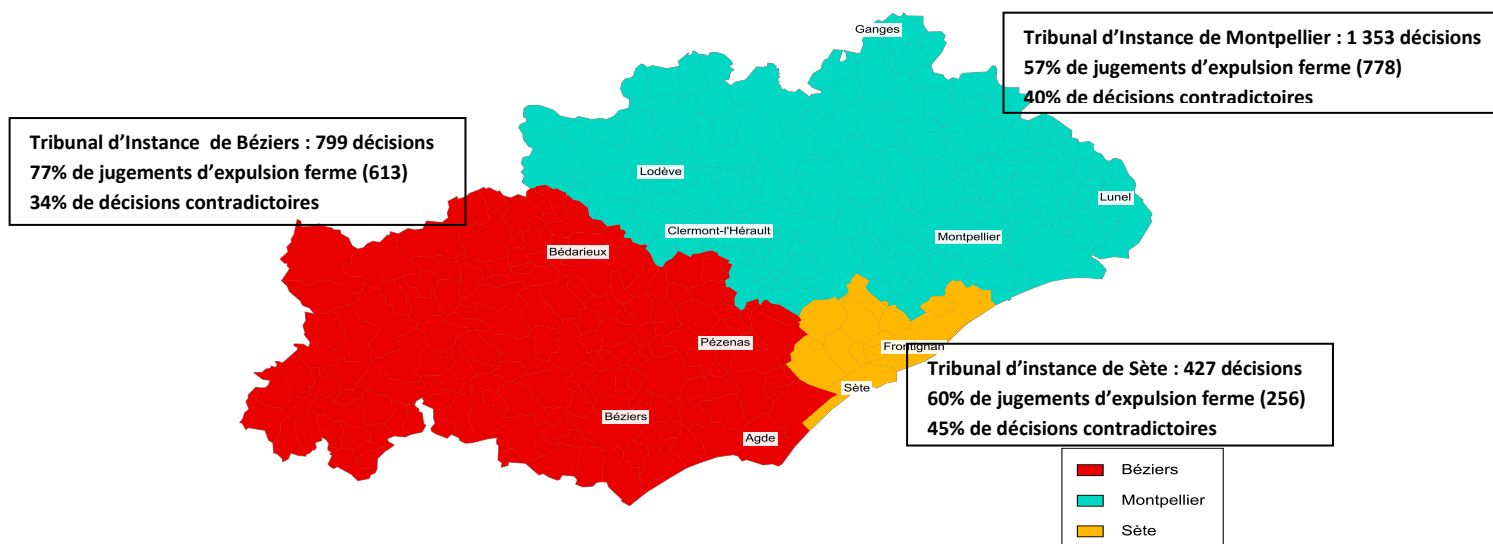 Ganges
Tribunal d’Instance de Montpellier : 1 353 décisions
57% de jugements d’expulsion ferme (778)
40% de décisions contradictoires
Tribunal d’Instance de Béziers : 799 décisions
77% de jugements d’expulsion ferme (613)
34% de décisions contradictoires
Lodève
Lunel
Clermont-l'Hérault
Montpellier
Bédarieux
Pézenas
Frontignan
Tribunal d’instance de Sète : 427 décisions
60% de jugements d’expulsion ferme (256)
45% de décisions contradictoires
Sète
Béziers
Agde
Béziers
Montpellier
Sète